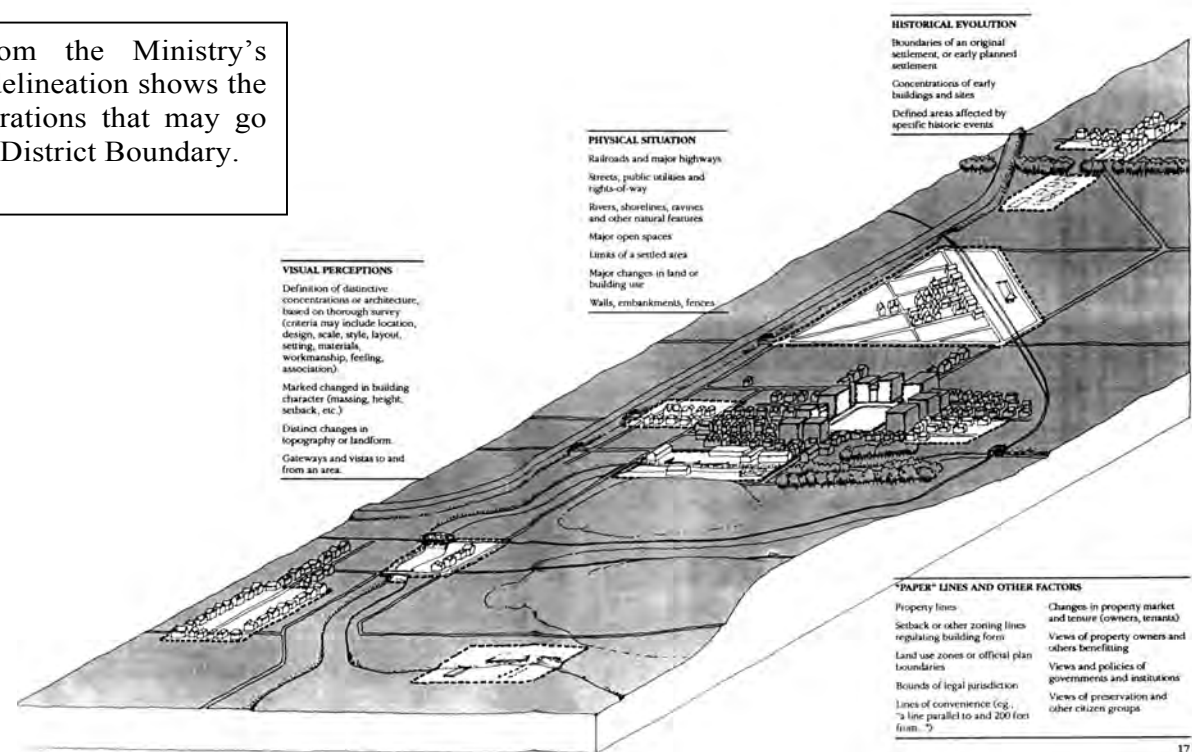 om the Ministry's
elineation shows the
rations that may go
District Boundary.
HISTORICAL EVOLUTION
Boundaries of an original
settlement, or early planned
settlement
Concentrations of early
buildings and sites
Defined areas affected by
specific historic events
PHYSICAL SITUATION
Railroads and major highways
Streets, public utilities and
rights-of-way
Rivers, shorelines, ravines
and other natural features
Major open spaces
Limits of a settled area
Major changes in land or
building use
Walls, embankments, fences
VISUAL PERCEPTIONS
Definition of distinctive
concentrations or architecture,
based on thorough survey
(criteria may include location,
design, scale, style, layout,
setting, materials,
workmanship, feeling,
association)
Marked changed in building
character (massing, height,
setback, etc.)
Distinct changes in
topography or landform.
Gateways and vistas to and
from an area.
"PAPER" LINES AND OTHER FACTORS
Property lines
Setback or other zoning lines
regulating building form
Land use zones or official plan
boundaries
Bounds of legal jurisdiction
Lines of convenience (eg.,
"a line parallel to and 200 feet
from...")
Changes in property market
and tenure (owners, tenants)
Views of property owners and
others benefitting
Views and policies of
governments and institutions
Views of preservation and
other citizen groups
17